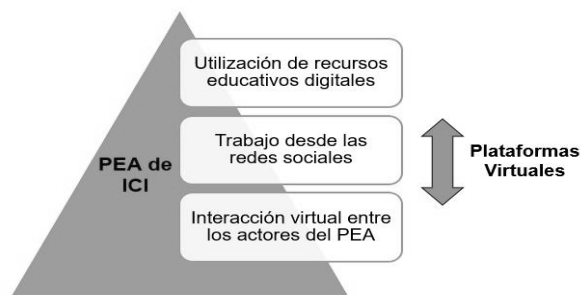 Utilización de recursos
educativos digitales
Trabajo desde las
redes sociales
PEA de
ICI
Plataformas
Virtuales
Interacción virtual entre
los actores del PEA